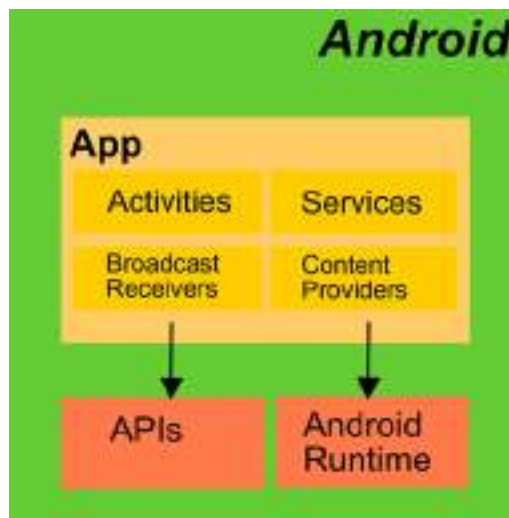 Android
App
Activities
Services
Broadcast
Receivers
Content
Providers
APIs
Android
Runtime